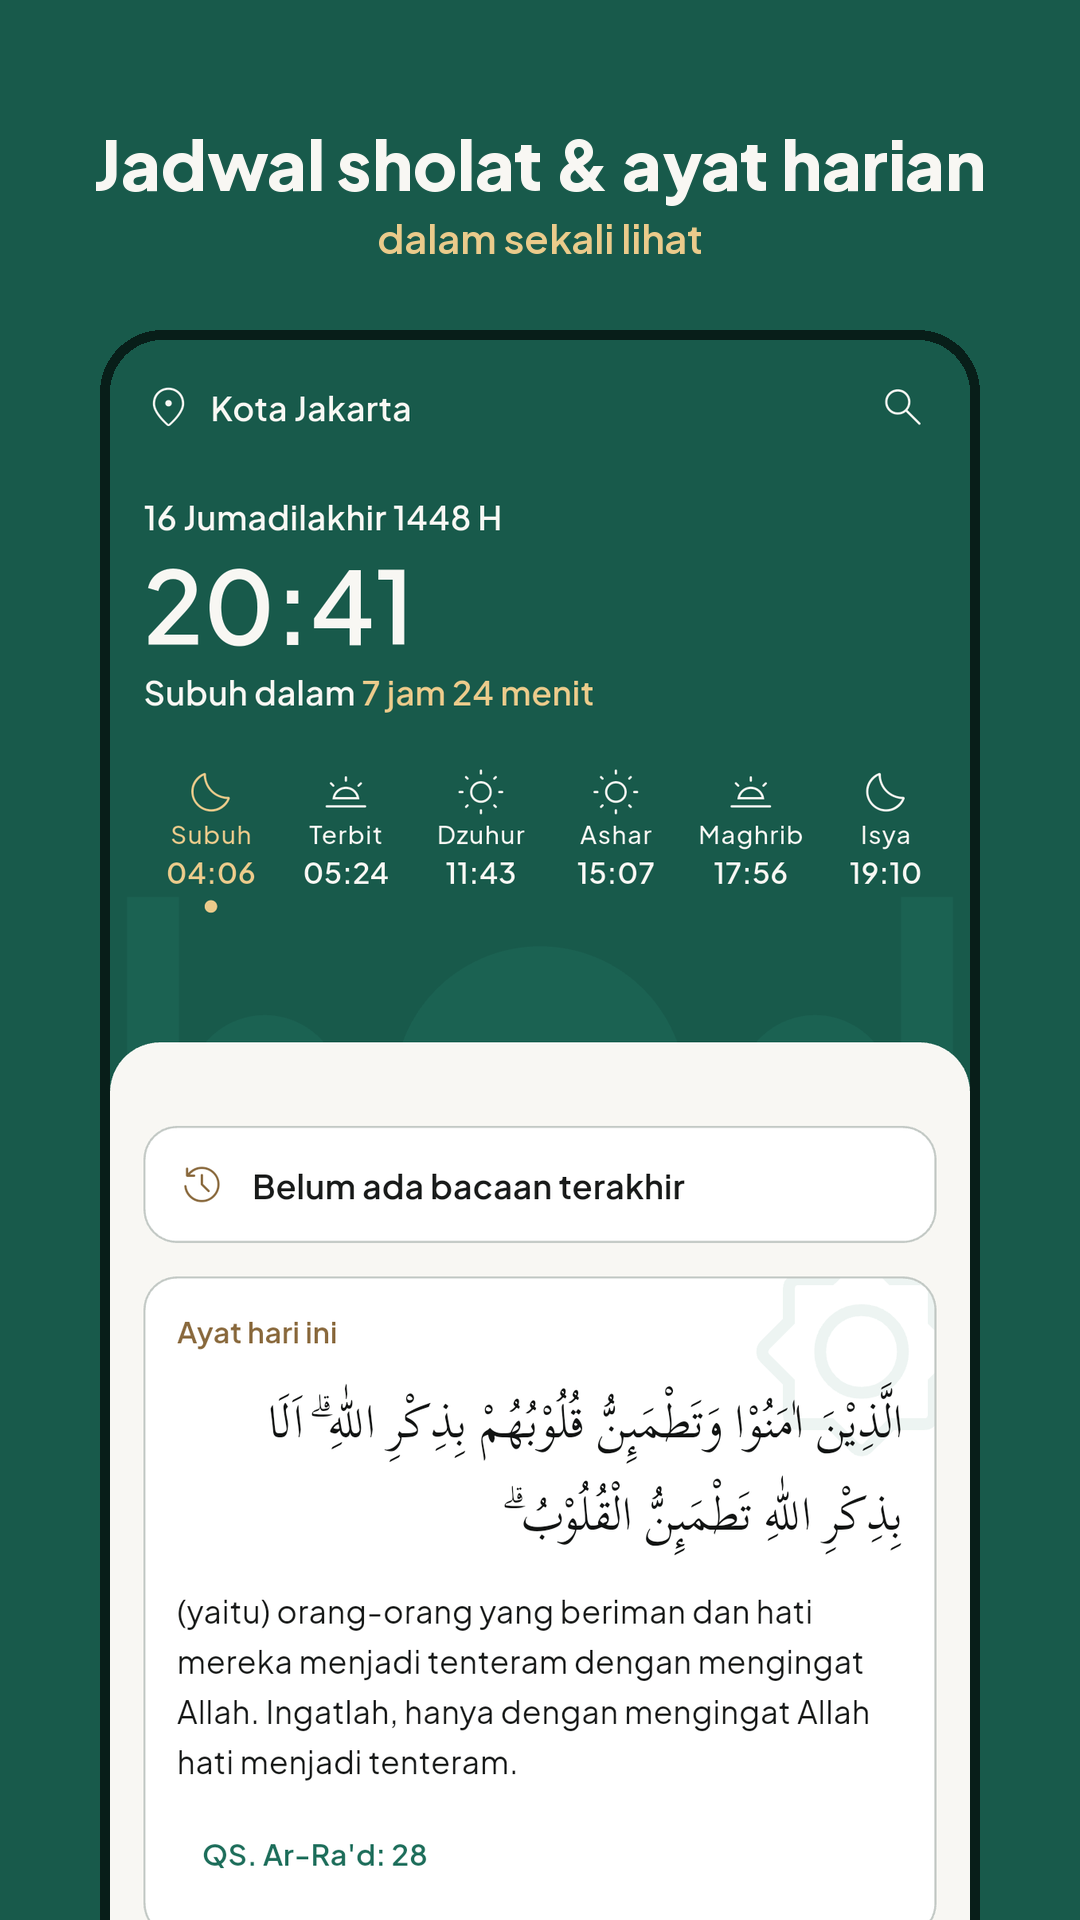 Jadwal sholat & ayat harian
dalam sekali lihat
Kota Jakarta
16 Jumadilakhir 1448 H
20:41
Subuh dalam 7 jam 24 menit
Subuh Terbit Dzuhur Ashar Maghrib Isya
04:06 05:24 11:43 15:07 17:56 19:10
Belum ada bacaan terakhir
Ayat hari ini
الَّذِيْنَ اٰمَنُوْا وَتَطْمَىِٕنُّ قُلُوْبُهُمْ بِذِكْرِ اللّٰهِ ۗ اَلَا
بِذِكْرِ اللّٰهِ تَطْمَىِٕنُّ الْقُلُوْبُ ۗ
(yaitu) orang-orang yang beriman dan hati
mereka menjadi tenteram dengan mengingat
Allah. Ingatlah, hanya dengan mengingat Allah
hati menjadi tenteram.
QS. Ar-Ra'd: 28